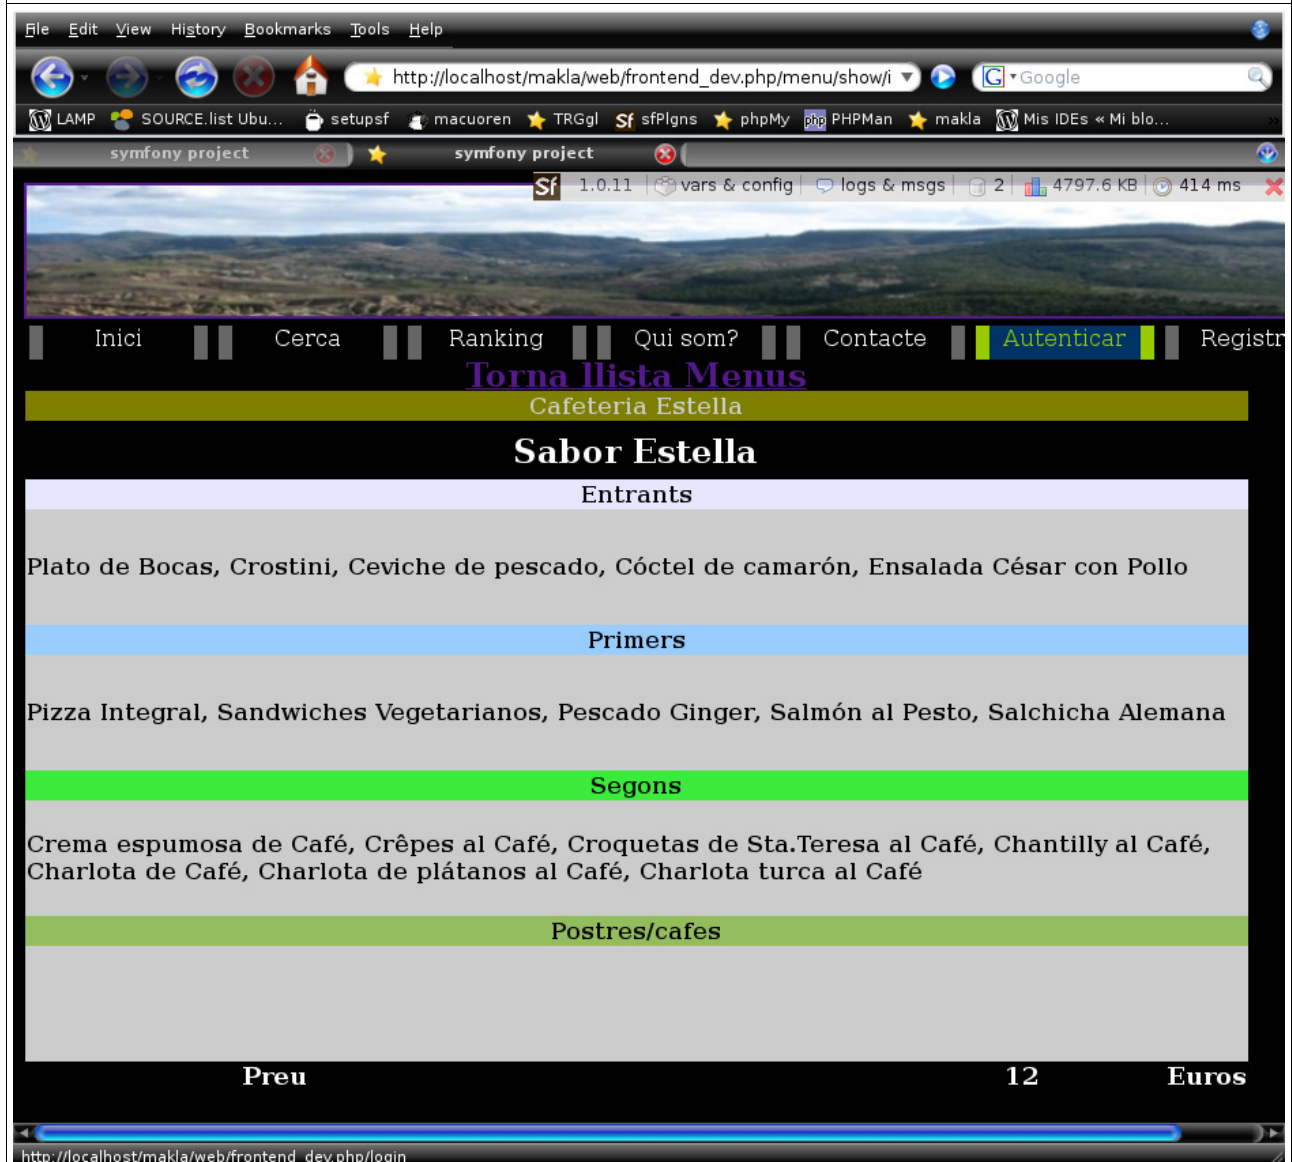 File Edit View History Bookmarks Tools Help
http://localhost/makla/web/frontend_dev.php/menu/show/i G Google
LAMP SOURCE.list Ubu... setupsf macuoren TRGgl Sf sfPlgns phpMy php PHPMan makla Mis IDEs « Mi blo... »
symfony project symfony project
Sf 1.0.11 vars & config logs & msgs 2 4797.6 KB 414 ms
Inici Cerca Ranking Qui som? Contacte Autenticar Registr
Torna llista Menus
Cafeteria Estella
Sabor Estella
Entrants
Plato de Bocas, Crostini, Ceviche de pescado, Cóctel de camarón, Ensalada César con Pollo
Primers
Pizza Integral, Sandwiches Vegetarianos, Pescado Ginger, Salmón al Pesto, Salchicha Alemana
Segons
Crema espumosa de Café, Crêpes al Café, Croquetas de Sta.Teresa al Café, Chantilly al Café,
Charlota de Café, Charlota de plátanos al Café, Charlota turca al Café
Postres/cafes
Preu 12 Euros
http://localhost/makla/web/frontend_dev.php/login